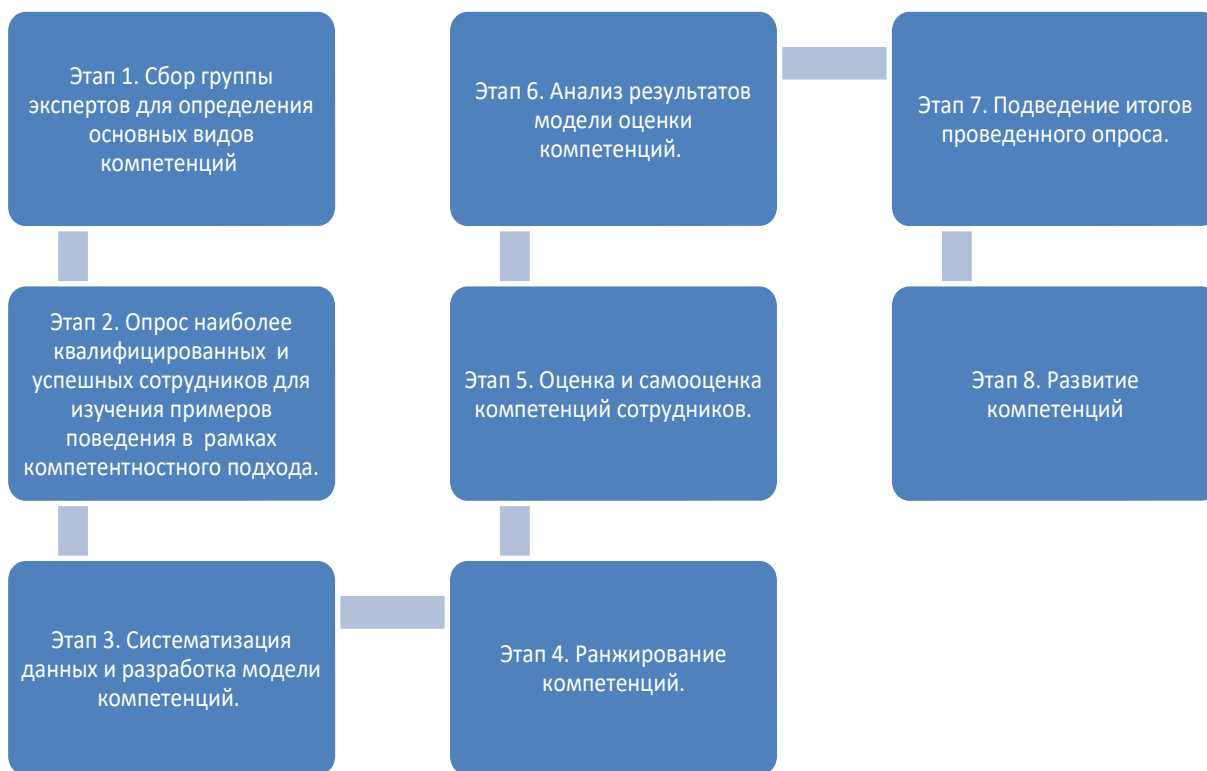 Этап 1. Сбор группы
экспертов для определения
основных видов
компетенций
Этап 2. Опрос наиболее
квалифицированных и
успешных сотрудников для
изучения примеров
поведения в рамках
компетентностного подхода.
Этап 3. Систематизация
данных и разработка модели
компетенций.
Этап 4. Ранжирование
компетенций.
Этап 5. Оценка и самооценка
компетенций сотрудников.
Этап 6. Анализ результатов
модели оценки
компетенций.
Этап 7. Подведение итогов
проведенного опроса.
Этап 8. Развитие
компетенций